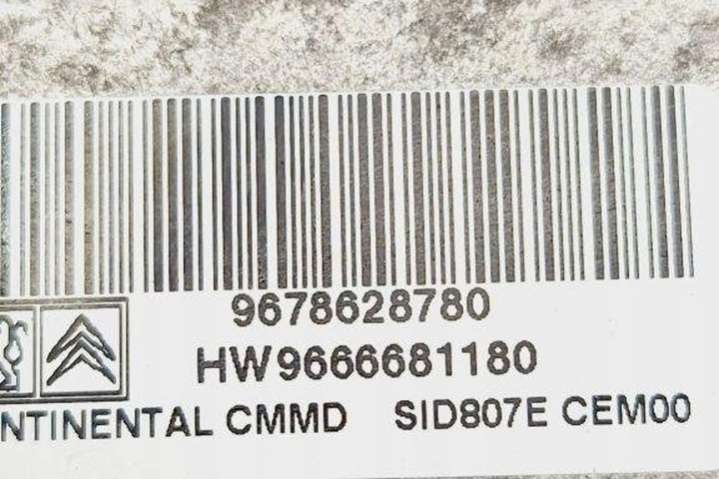 9678628780
HW9666681180
NTINENTAL CMMD SID807E CEM00